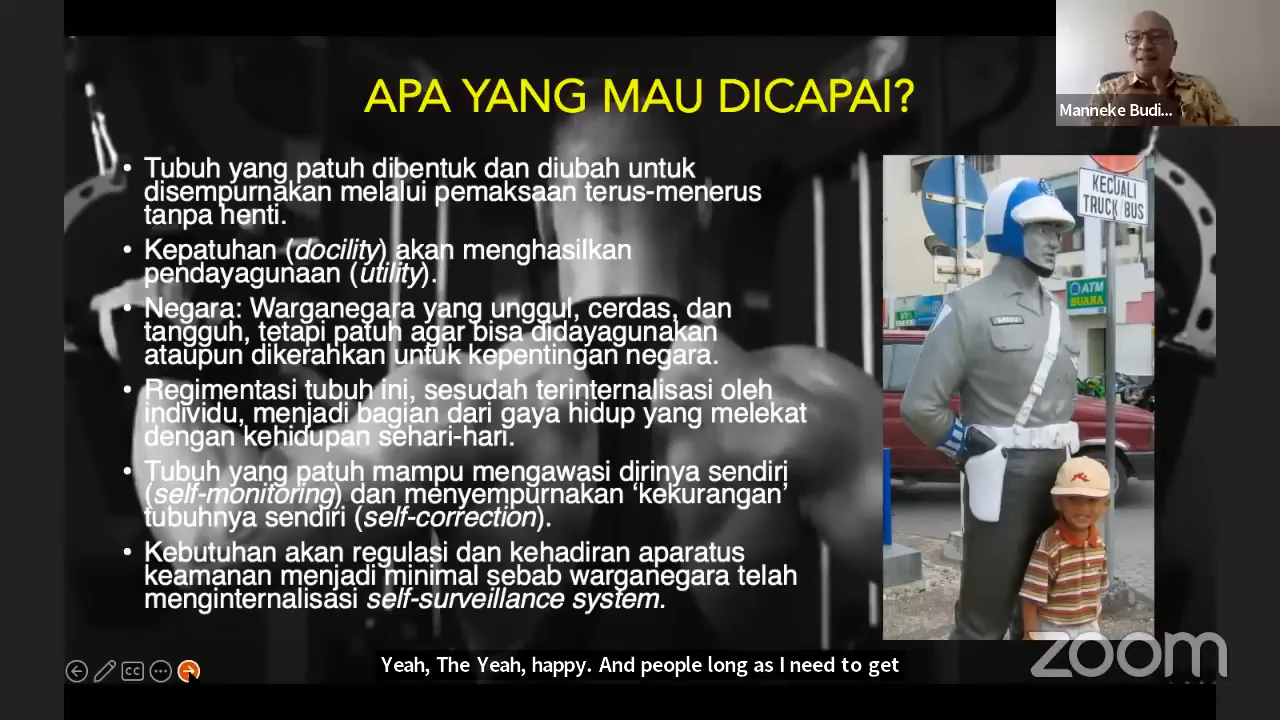 APA YANG MAU DICAPAI?
Manneke Budi...
• Tubuh yang patuh dibentuk dan diubah untuk
disempurnakan melalui pemaksaan terus-menerus
tanpa henti.
• Kepatuhan (docility) akan menghasilkan
pendayagunaan (utility).
• Negara: Warganegara yang unggul, cerdas, dan
tangguh, tetapi patuh agar bisa didayagunakan
ataupun dikerahkan untuk kepentingan negara.
• Regimentasi tubuh ini, sesudah terinternalisasi oleh
individu, menjadi bagian dari gaya hidup yang melekat
dengan kehidupan sehari-hari.
• Tubuh yang patuh mampu mengawasi dirinya sendiri
(self-monitoring) dan menyempurnakan ‘kekurangan’
tubuhnya sendiri (self-correction).
• Kebutuhan akan regulasi dan kehadiran aparatus
keamanan menjadi minimal sebab warganegara telah
menginternalisasi self-surveillance system.
KECUALI
TRUCK/BUS
ATM
BUANA
CC
Yeah, The Yeah, happy. And people long as I need to get
zoom